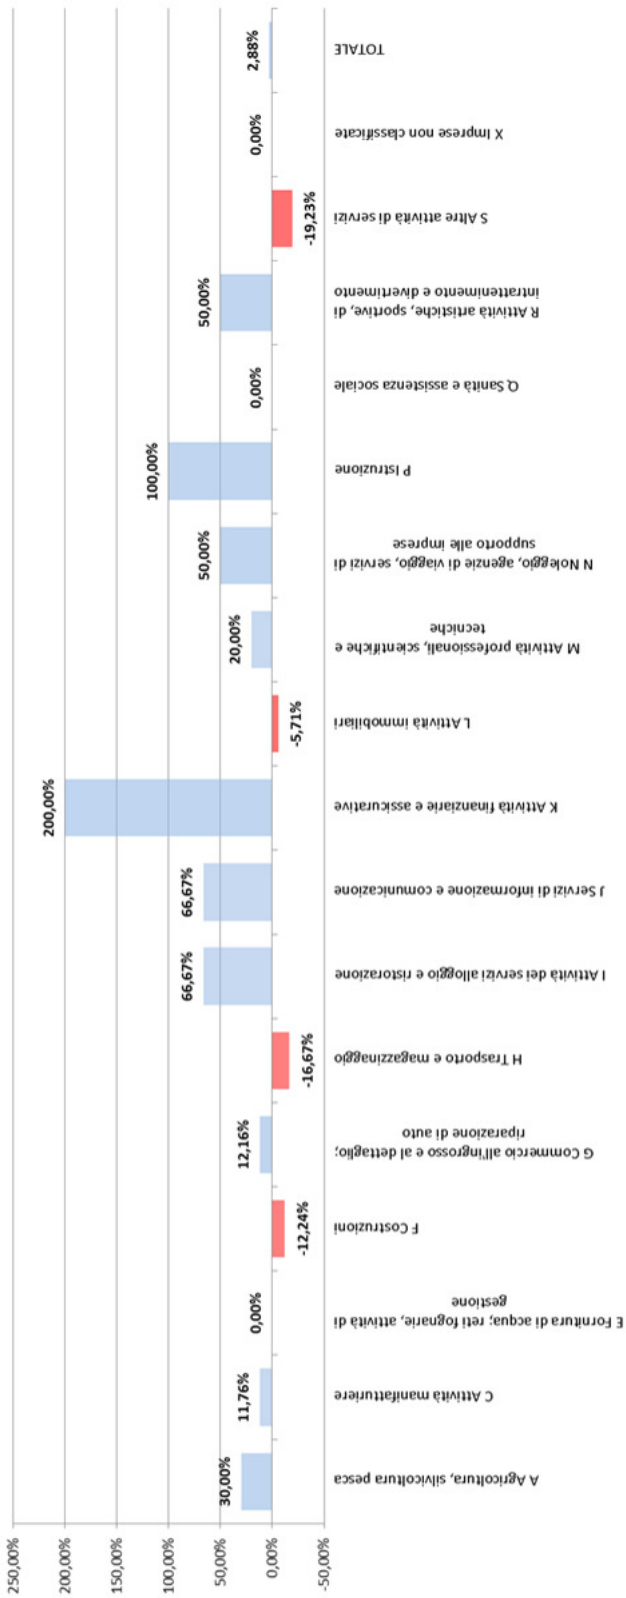 250,00%
200,00%
150,00%
100,00%
50,00%
0,00%
-50,00%
30,00%
11,76%
0,00%
-12,24%
12,16%
-16,67%
66,67%
66,67%
200,00%
-5,71%
20,00%
50,00%
100,00%
0,00%
50,00%
-19,23%
0,00%
2,88%
A Agricoltura, silvicoltura pesca
C Attività manifatturiere
E Fornitura di acqua; reti fognarie, attività di
gestione
F Costruzioni
G Commercio all'ingrosso e al dettaglio;
riparazione di auto
H Trasporto e magazzinaggio
I Attività dei servizi alloggio e ristorazione
J Servizi di informazione e comunicazione
K Attività finanziarie e assicurative
L Attività immobiliari
M Attività professionali, scientifiche e
tecniche
N Noleggio, agenzie di viaggio, servizi di
supporto alle imprese
P Istruzione
Q Sanità e assistenza sociale
R Attività artistiche, sportive, di
intrattenimento e divertimento
S Altre attività di servizi
X Imprese non classificate
TOTALE